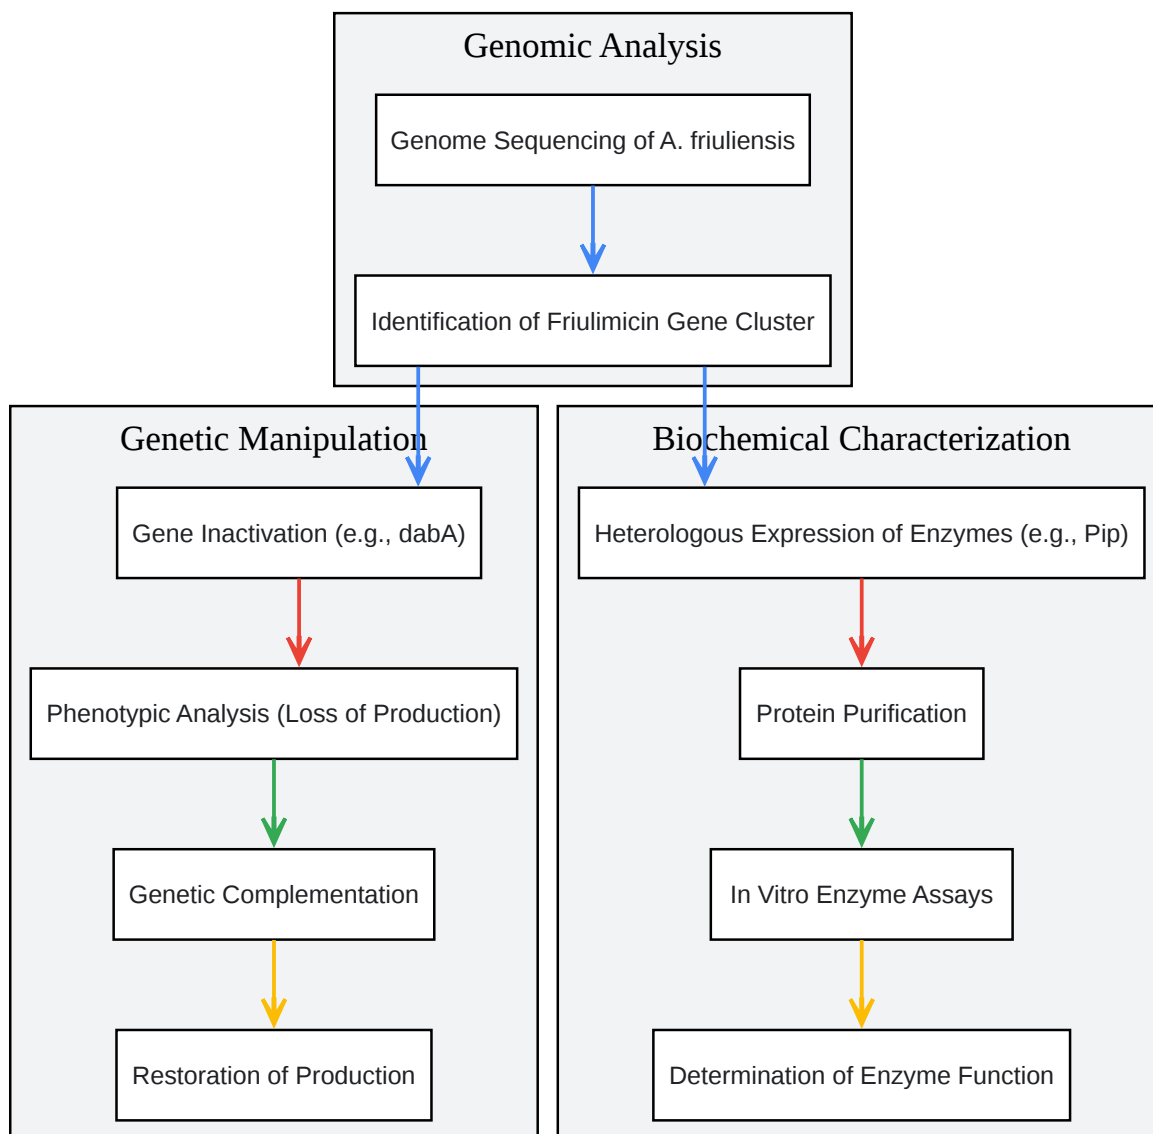 Genomic Analysis
Genome Sequencing of A. friuliensis
Identification of Friulimicin Gene Cluster
Genetic Manipulation
Gene Inactivation (e.g., dabA)
Phenotypic Analysis (Loss of Production)
Genetic Complementation
Restoration of Production
Biochemical Characterization
Heterologous Expression of Enzymes (e.g., Pip)
Protein Purification
In Vitro Enzyme Assays
Determination of Enzyme Function